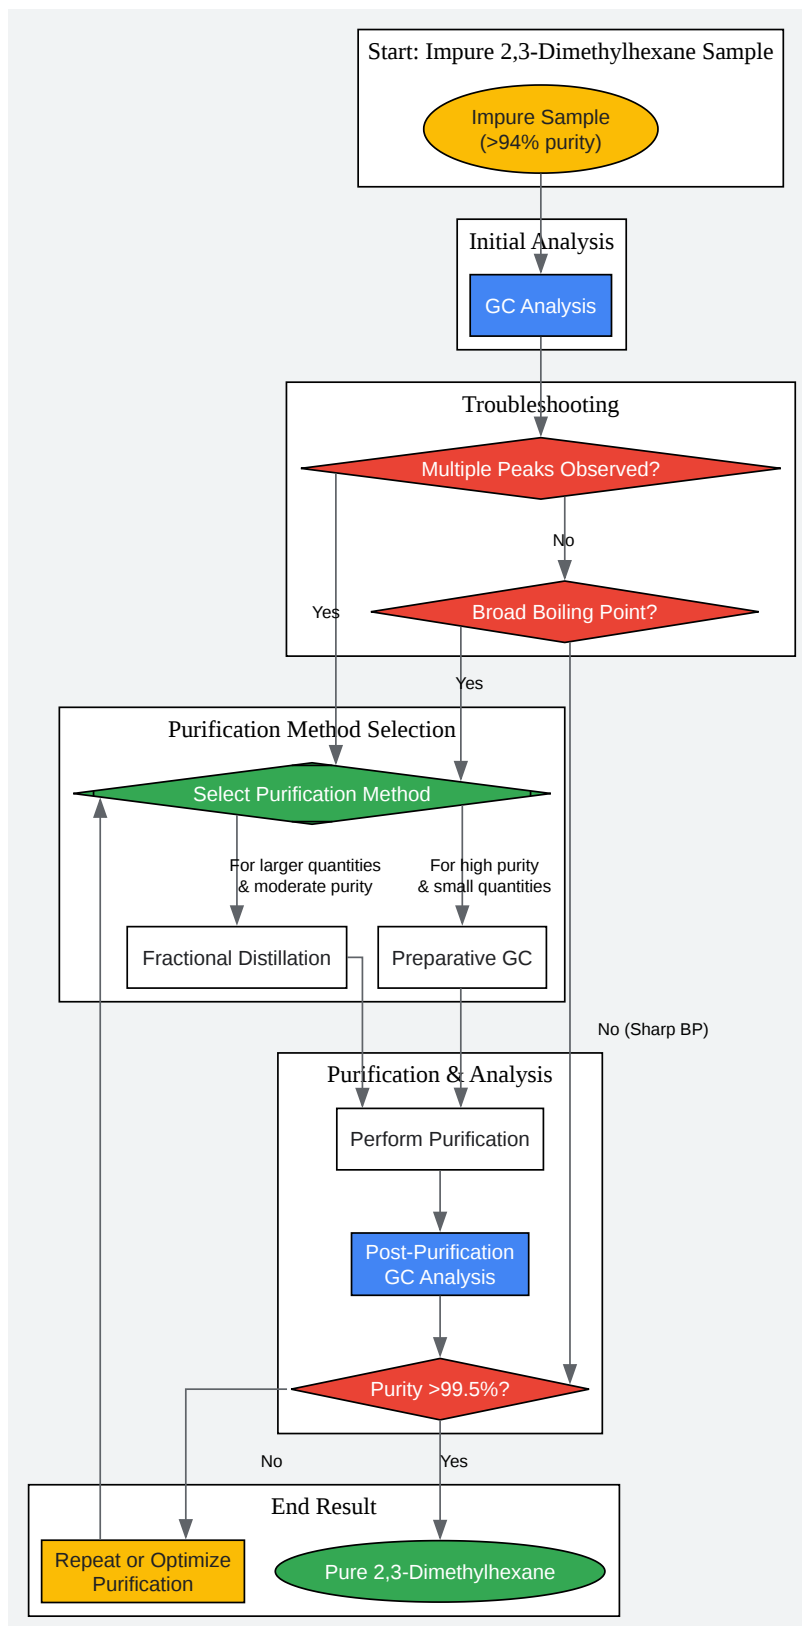 Start: Impure 2,3-Dimethylhexane Sample
Impure Sample
(>94% purity)
Initial Analysis
GC Analysis
Troubleshooting
Multiple Peaks Observed?
No
Broad Boiling Point?
Yes
Yes
Purification Method Selection
Select Purification Method
For larger quantities
& moderate purity
For high purity
& small quantities
Fractional Distillation
Preparative GC
No (Sharp BP)
Purification & Analysis
Perform Purification
Post-Purification
GC Analysis
Purity >99.5%?
No
Yes
End Result
Repeat or Optimize
Purification
Pure 2,3-Dimethylhexane